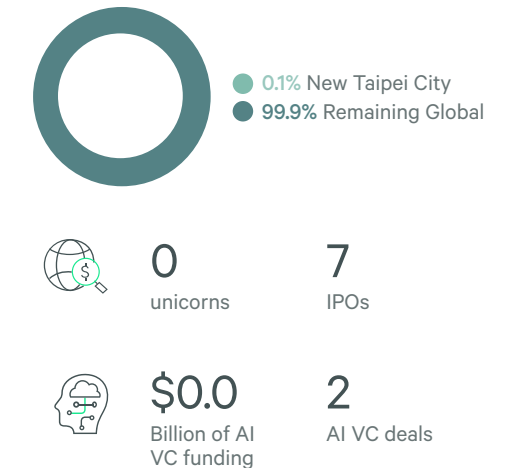 0.1% New Taipei City
99.9% Remaining Global
$
0
unicorns
7
IPOs
$0.0
Billion of AI
VC funding
2
AI VC deals